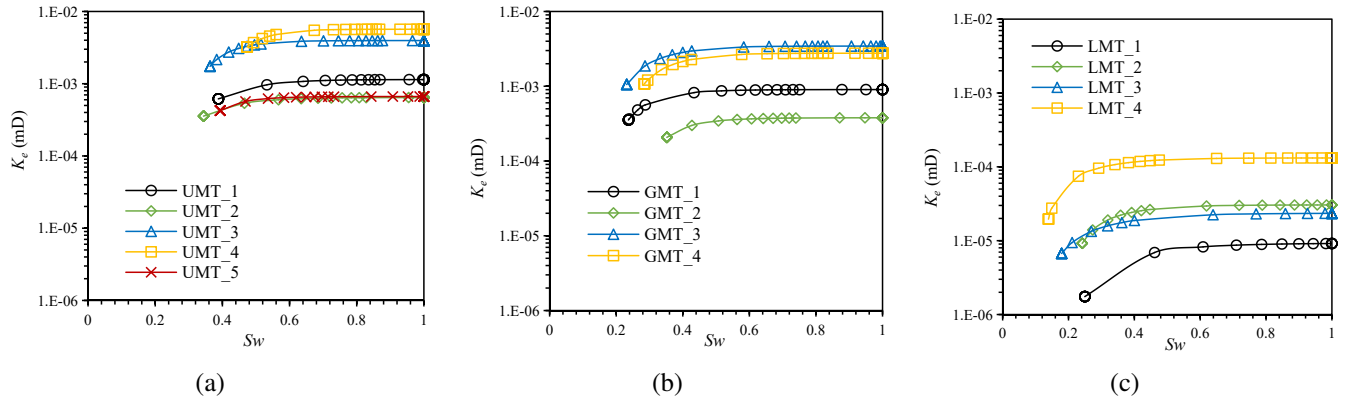 1.E-02
1.E-03
1.E-04
1.E-05
1.E-06
K_e (mD)
UMT_1
UMT_2
UMT_3
UMT_4
UMT_5
0 0.2 0.4 0.6 0.8 1
Sw
(a)
1.E-02
1.E-03
1.E-04
1.E-05
1.E-06
K_e (mD)
GMT_1
GMT_2
GMT_3
GMT_4
0 0.2 0.4 0.6 0.8 1
Sw
(b)
1.E-02
1.E-03
1.E-04
1.E-05
1.E-06
K_e (mD)
LMT_1
LMT_2
LMT_3
LMT_4
0 0.2 0.4 0.6 0.8 1
Sw
(c)